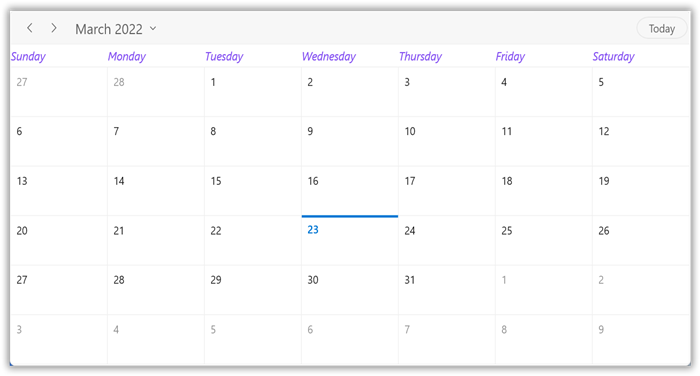 March 2022 Today
Sunday Monday Tuesday Wednesday Thursday Friday Saturday
27 28 1 2 3 4 5
6 7 8 9 10 11 12
13 14 15 16 17 18 19
20 21 22 23 24 25 26
27 28 29 30 31 1 2
3 4 5 6 7 8 9